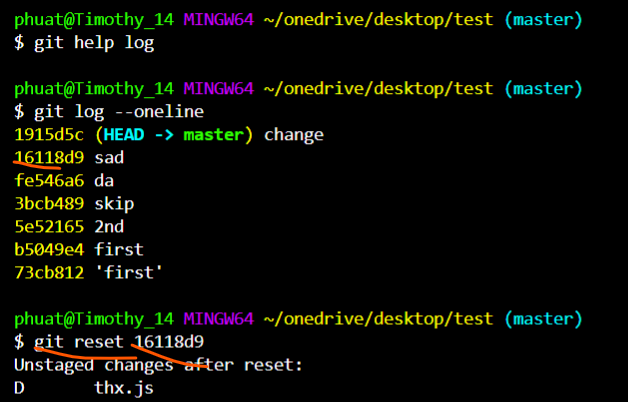 phuat@Timothy_14 MINGW64 ~/onedrive/desktop/test (master)
$ git help log
phuat@Timothy_14 MINGW64 ~/onedrive/desktop/test (master)
$ git log --oneline
1915d5c (HEAD -> master) change
16118d9 sad
fe546a6 da
3bcb489 skip
5e52165 2nd
b5049e4 first
73cb812 'first'
phuat@Timothy_14 MINGW64 ~/onedrive/desktop/test (master)
$ git reset 16118d9
Unstaged changes after reset:
D       thx.js